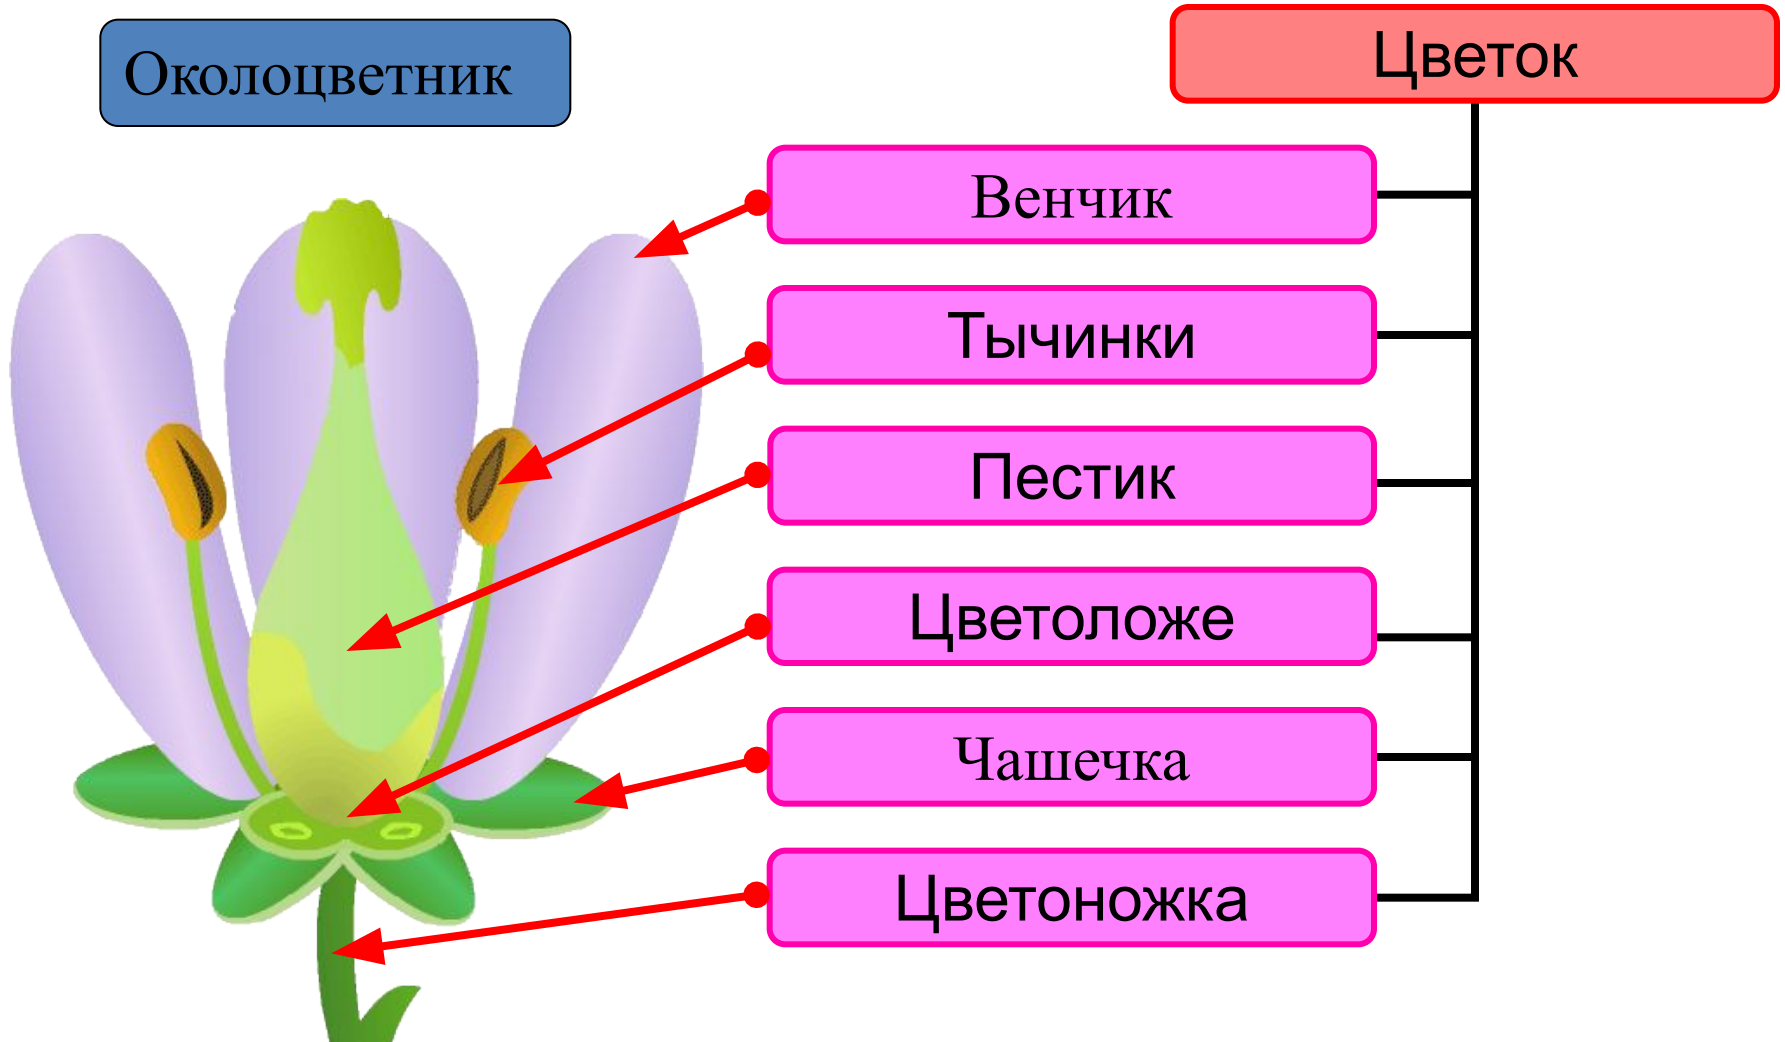 Околоцветник
Цветок
Венчик
Тычинки
Пестик
Цветоложе
Чашечка
Цветоножка